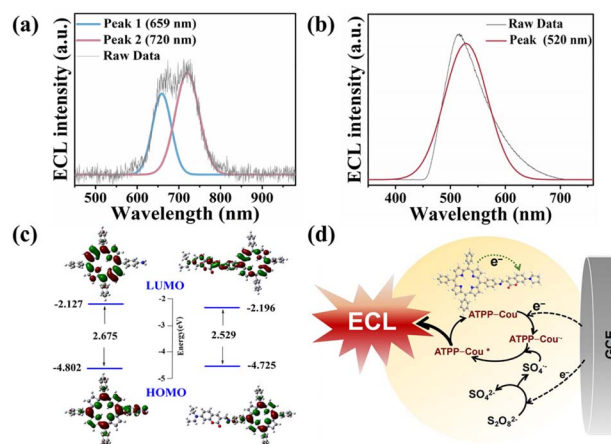 (a)
Peak 1 (659 nm)
Peak 2 (720 nm)
Raw Data
ECL intensity (a.u.)
500 600 700 800 900
Wavelength (nm)
(b)
Raw Data
Peak (520 nm)
ECL intensity (a.u.)
400 500 600 700
Wavelength (nm)
(c)
LUMO
-2.127
2.675
-4.802
-2
-3
-4
-5
Energy(eV)
-2.196
2.529
-4.725
HOMO
(d)
e⁻
ECL
ATPP−Cou
e⁻
ATPP−Cou˙⁻
ATPP−Cou *
SO₄˙⁻
SO₄²⁻
e⁻
S₂O₈²⁻
GCE